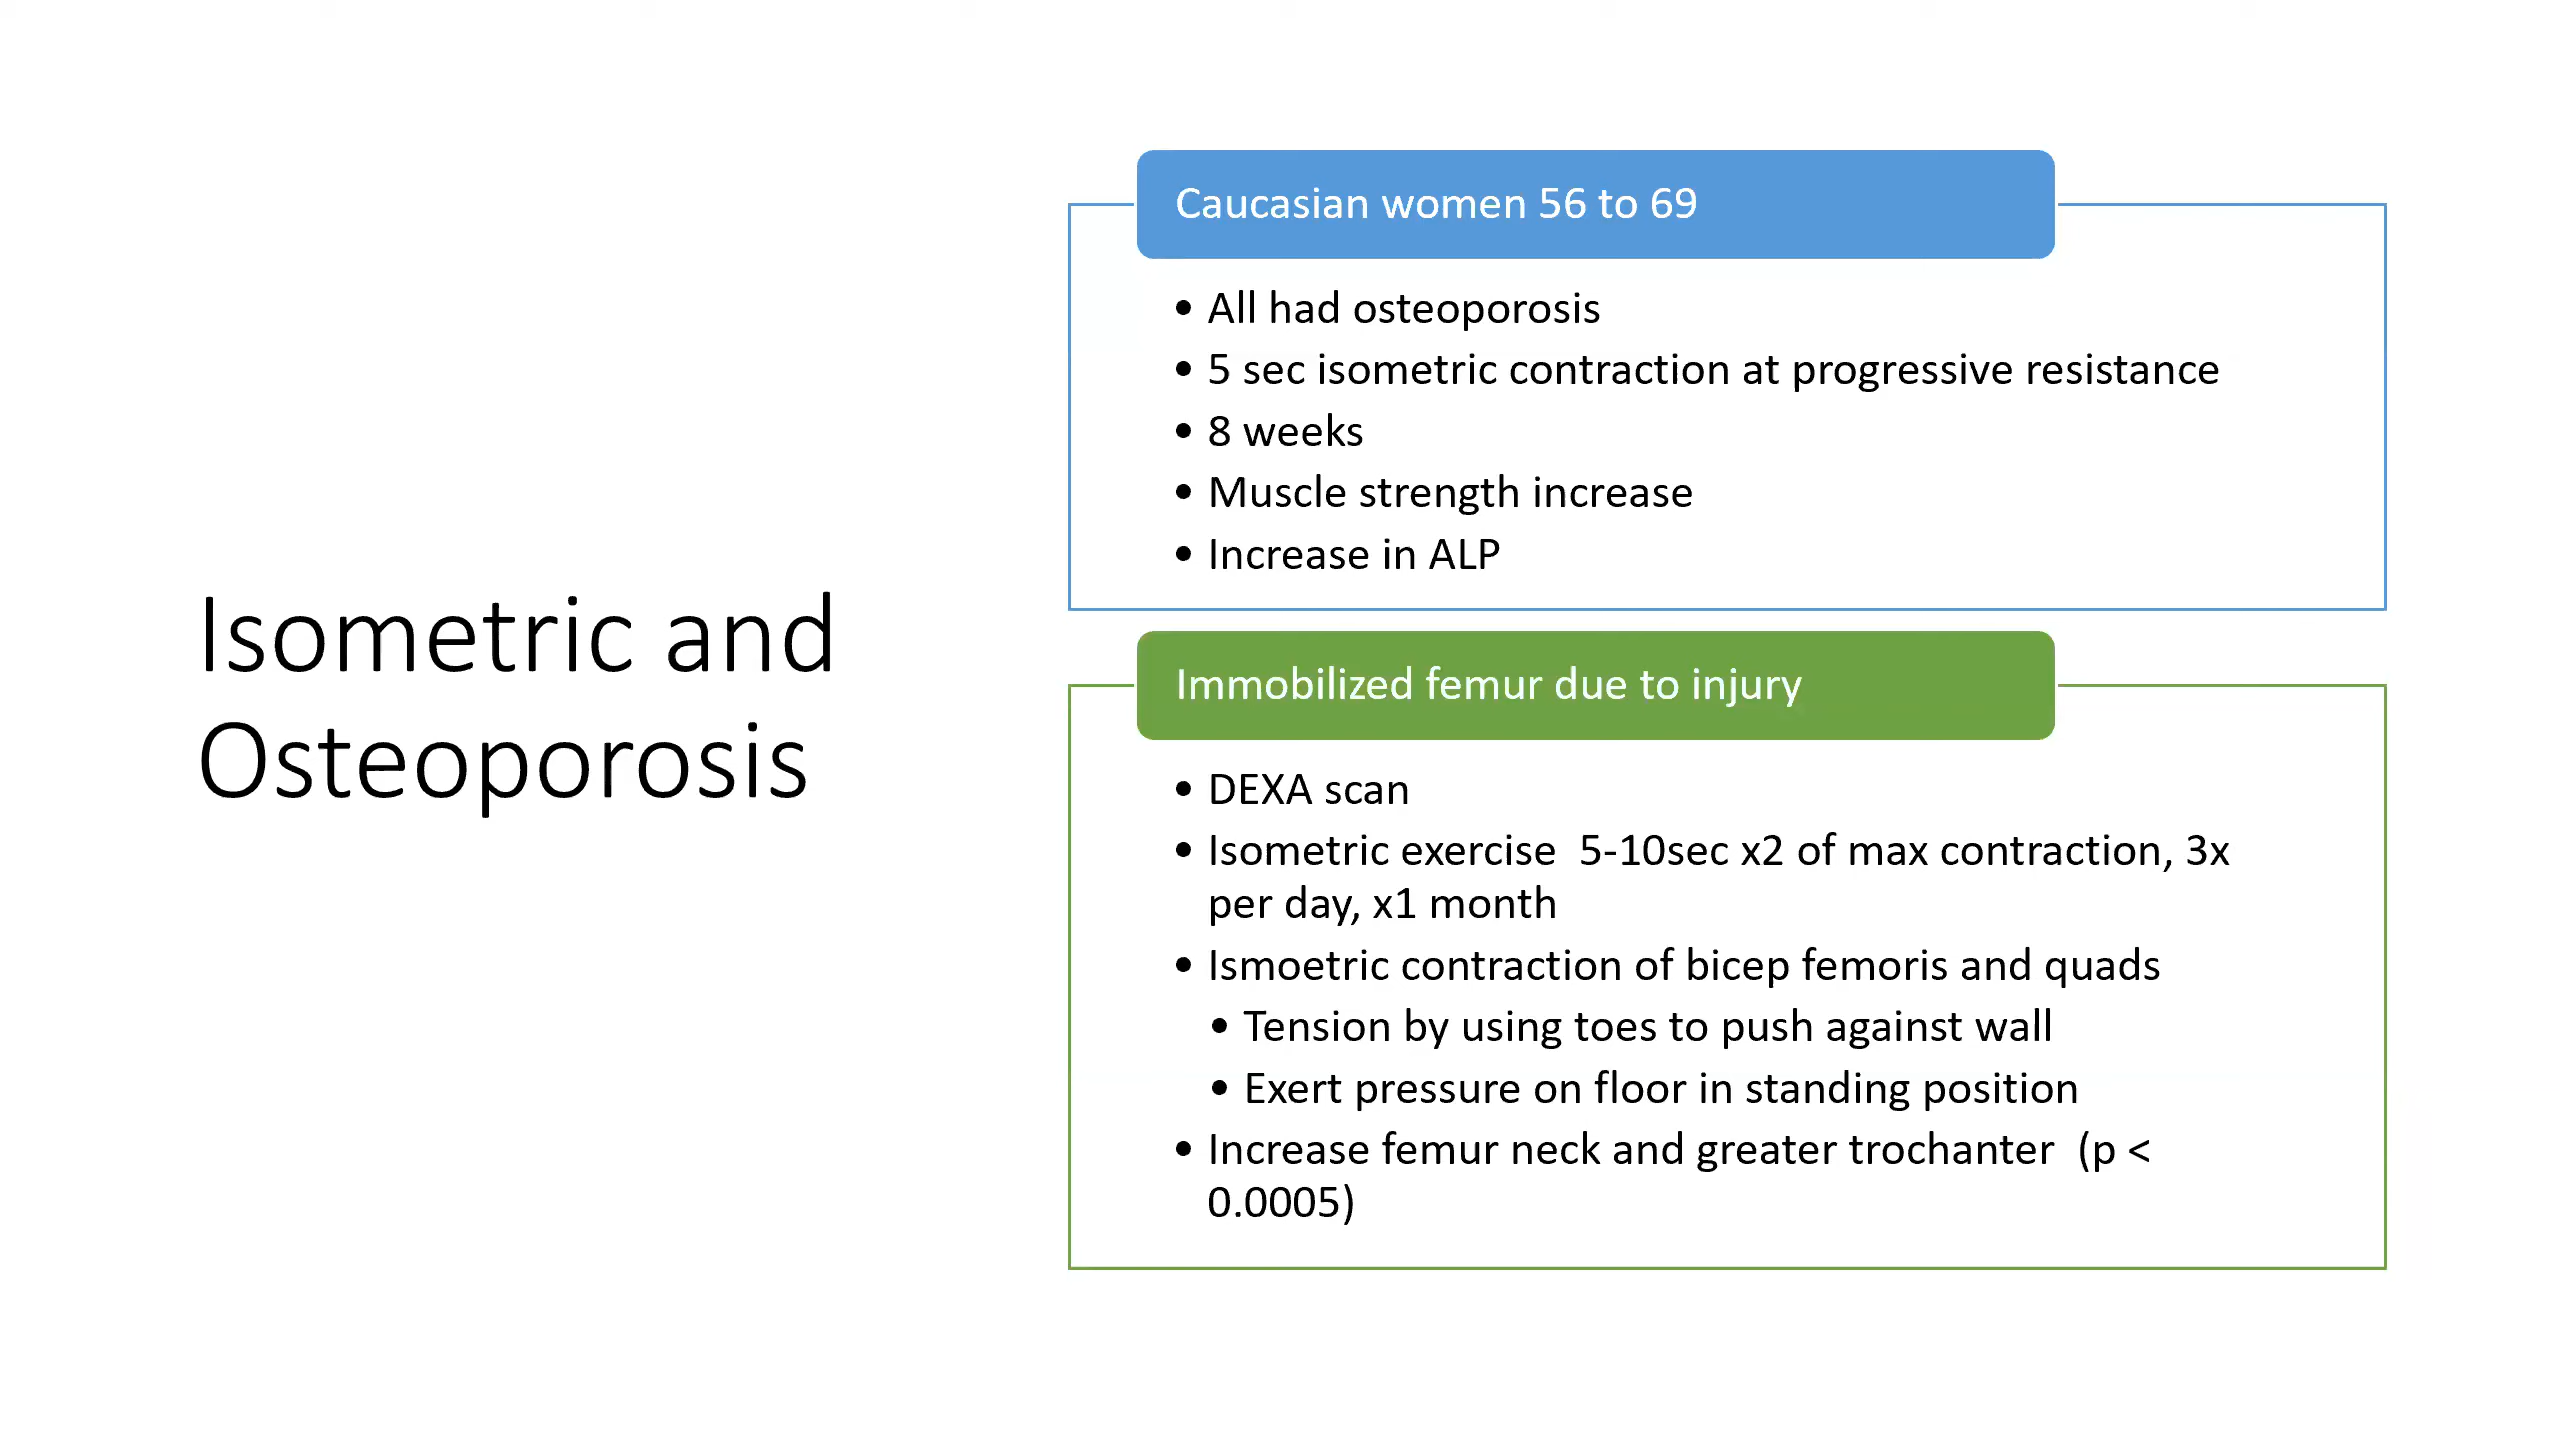 Isometric and
Osteoporosis
Caucasian women 56 to 69
• All had osteoporosis
• 5 sec isometric contraction at progressive resistance
• 8 weeks
• Muscle strength increase
• Increase in ALP
Immobilized femur due to injury
• DEXA scan
• Isometric exercise  5-10sec x2 of max contraction, 3x
per day, x1 month
• Ismoetric contraction of bicep femoris and quads
• Tension by using toes to push against wall
• Exert pressure on floor in standing position
• Increase femur neck and greater trochanter  (p <
0.0005)